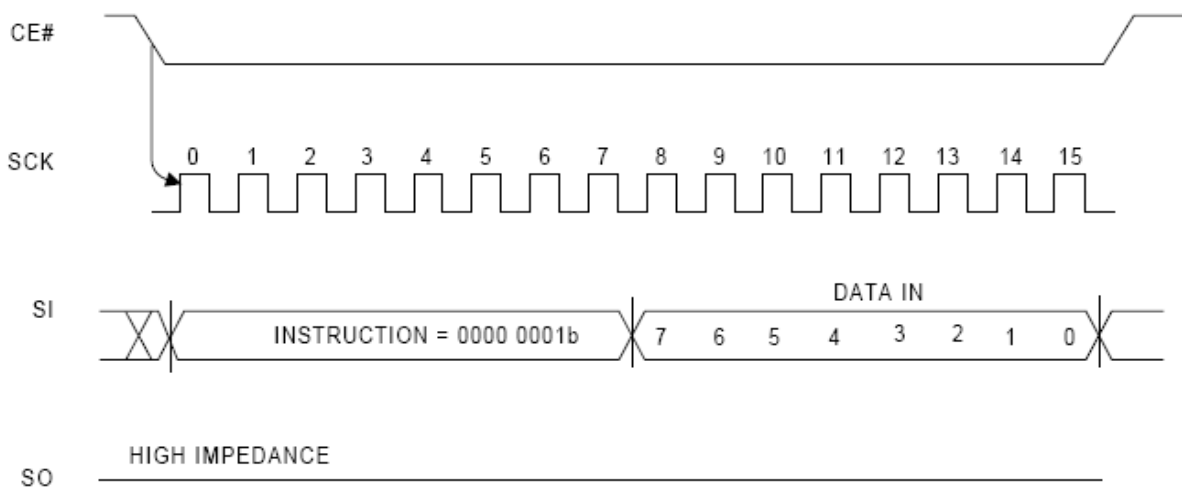 CE#
SCK 0 1 2 3 4 5 6 7 8 9 10 11 12 13 14 15
DATA IN
SI INSTRUCTION = 0000 0001b 7 6 5 4 3 2 1 0
HIGH IMPEDANCE
SO